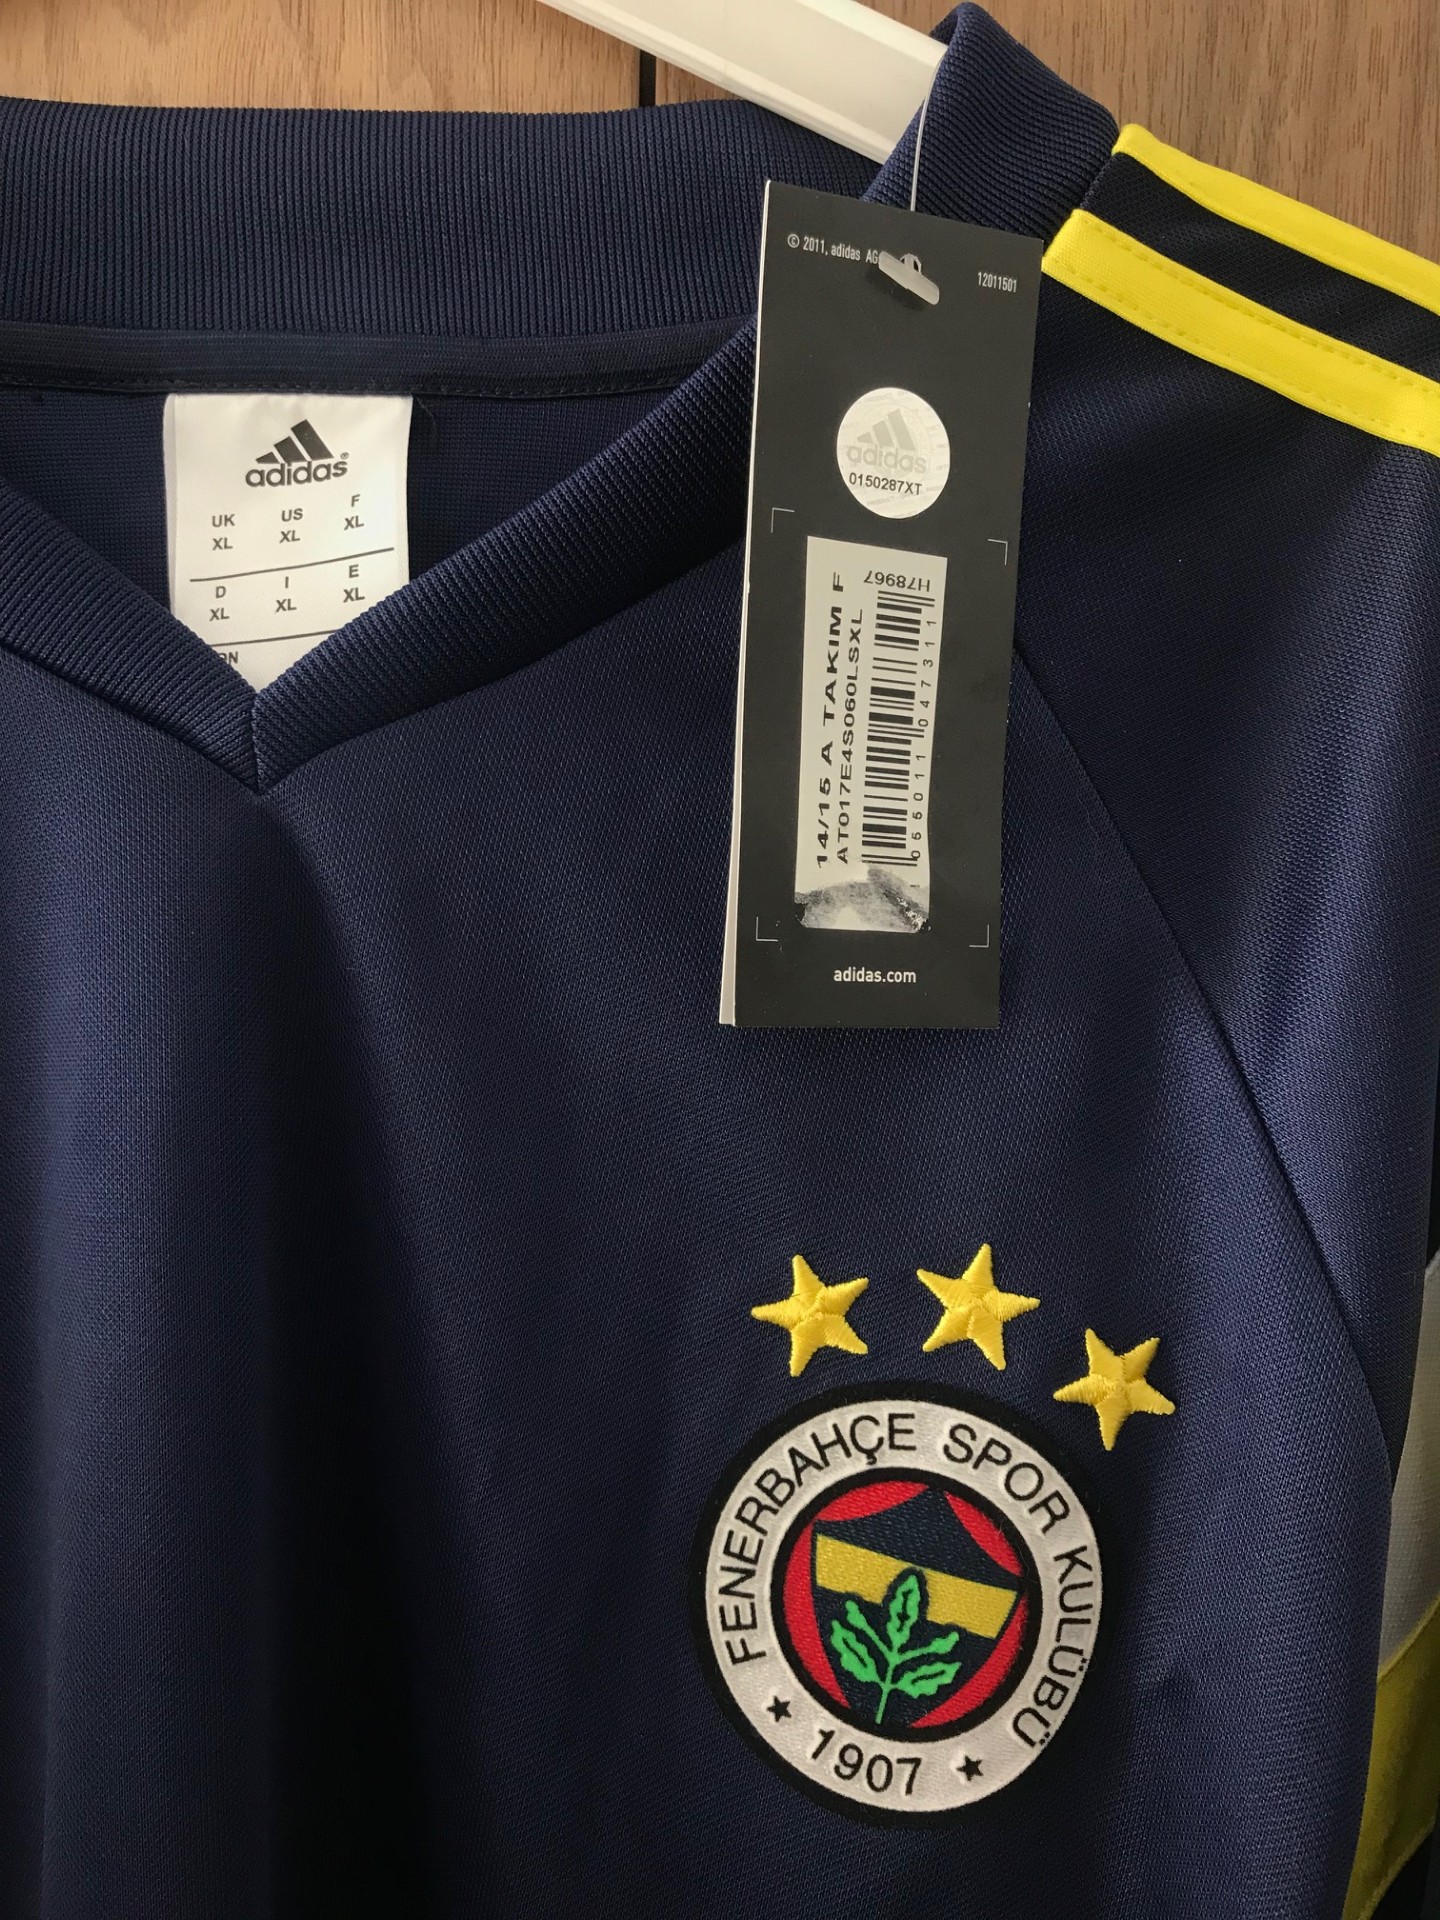 © 2011, adidas AG
12011501
adidas
0150287XT
H78967
14/15 A TAKIM F
AT017E4S060LSXL
adidas.com
adidas®
UK US F
XL XL XL
D I E
XL XL XL
FENERBAHÇE SPOR KULÜBÜ
1907